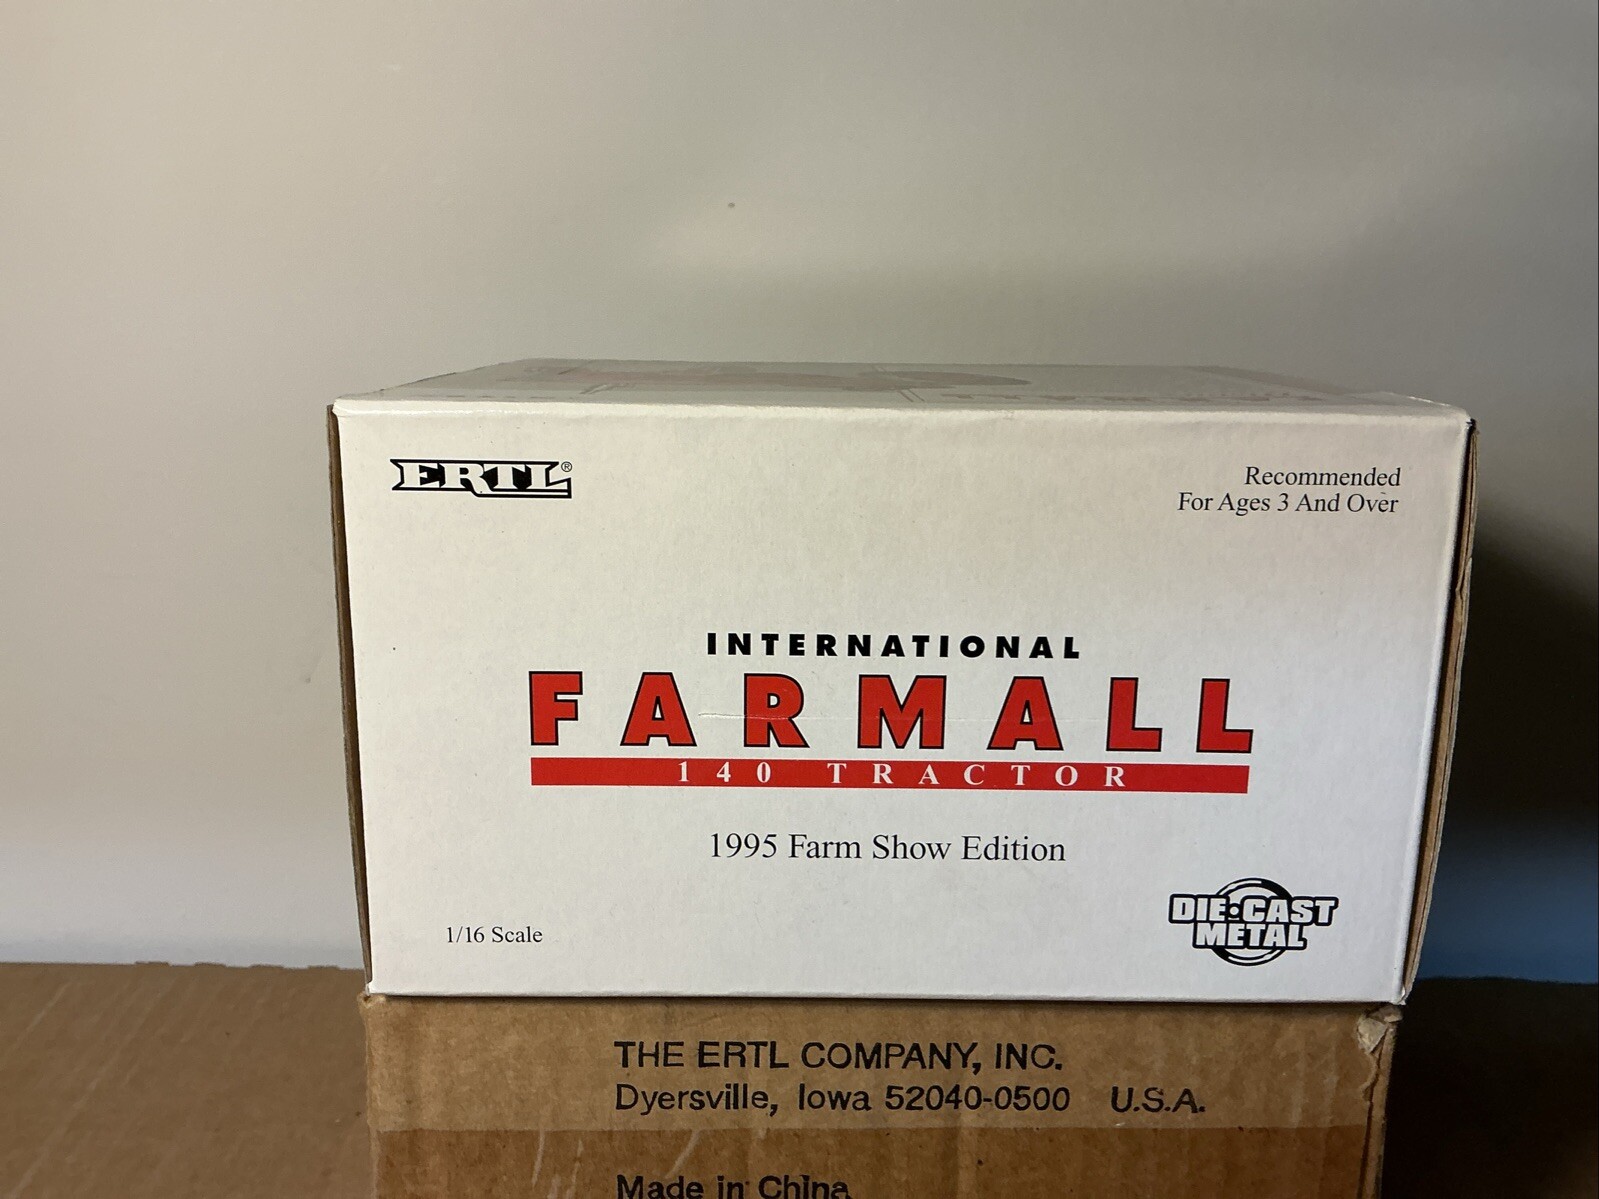 ERTL®
Recommended
For Ages 3 And Over
INTERNATIONAL
FARMALL
140 TRACTOR
1995 Farm Show Edition
1/16 Scale
DIE•CAST
METAL
THE ERTL COMPANY, INC.
Dyersville, Iowa 52040-0500 U.S.A.
Made in China